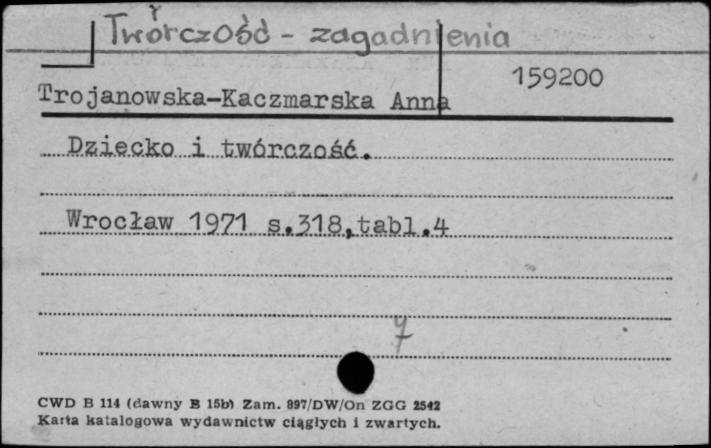 Twórczość - zagadnienia
159200
Trojanowska-Kaczmarska Anna
Dziecko i twórczość.
Wrocław 1971 s.318,tabl.4
7
CWD B 114 (dawny B 15b) Zam. 897/DW/On ZGG 2542
Karta katalogowa wydawnictw ciągłych i zwartych.